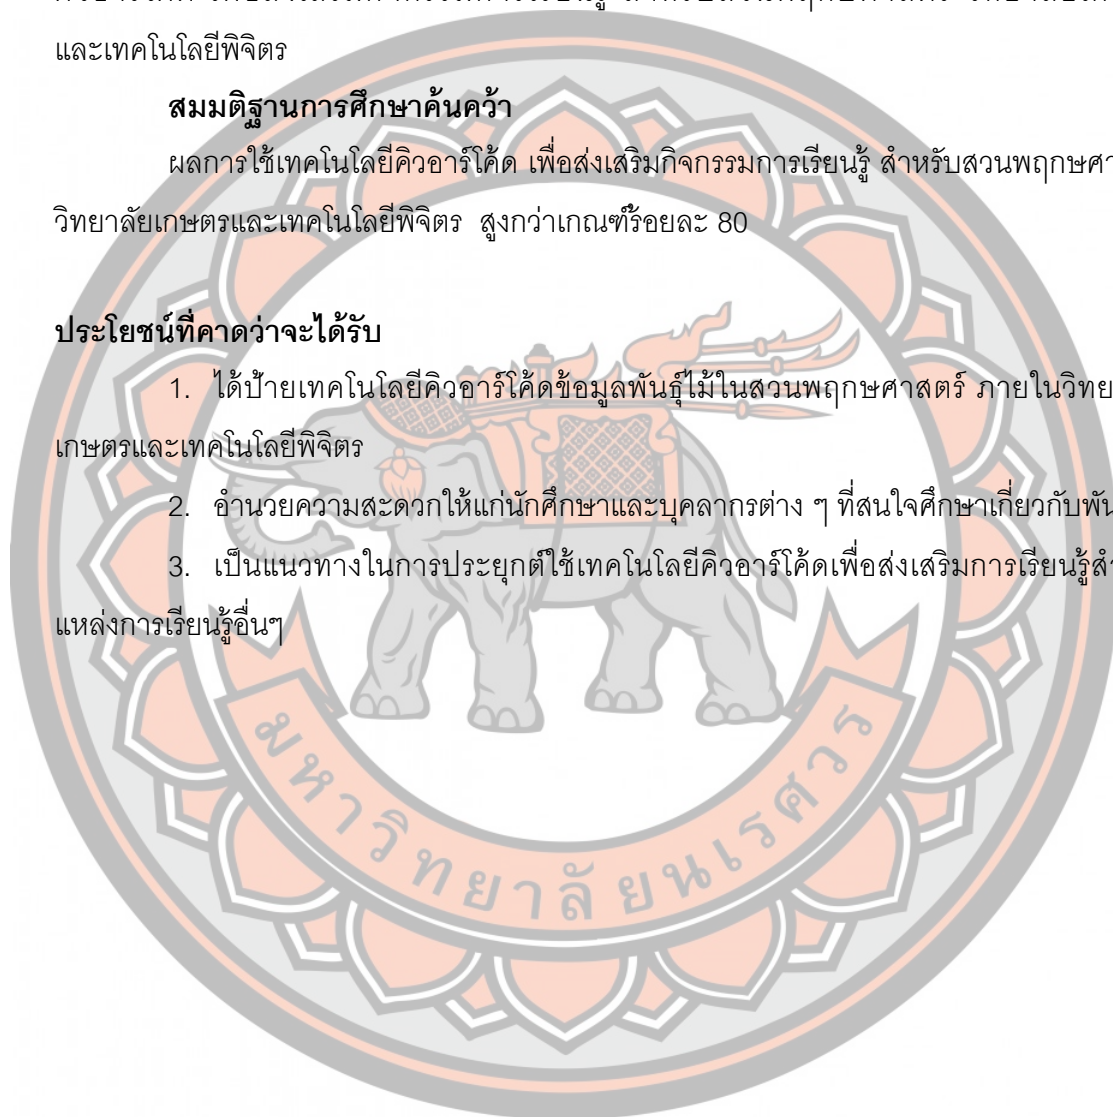 และเทคโนโลยีพิจิตร
สมมติฐานการศึกษาค้นคว้า
ผลการใช้เทคโนโลยีคิวอาร์โค้ด เพื่อส่งเสริมกิจกรรมการเรียนรู้ สำหรับสวนพฤกษศา
วิทยาลัยเกษตรและเทคโนโลยีพิจิตร สูงกว่าเกณฑ์ร้อยละ 80
ประโยชน์ที่คาดว่าจะได้รับ
1. ได้ป้ายเทคโนโลยีคิวอาร์โค้ดข้อมูลพันธุ์ไม้ในสวนพฤกษศาสตร์ ภายในวิทย
เกษตรและเทคโนโลยีพิจิตร
2. อำนวยความสะดวกให้แก่นักศึกษาและบุคลากรต่าง ๆ ที่สนใจศึกษาเกี่ยวกับพัน
3. เป็นแนวทางในการประยุกต์ใช้เทคโนโลยีคิวอาร์โค้ดเพื่อส่งเสริมการเรียนรู้สำ
แหล่งการเรียนรู้อื่นๆ
มหาวิทยาลัยนเรศวร